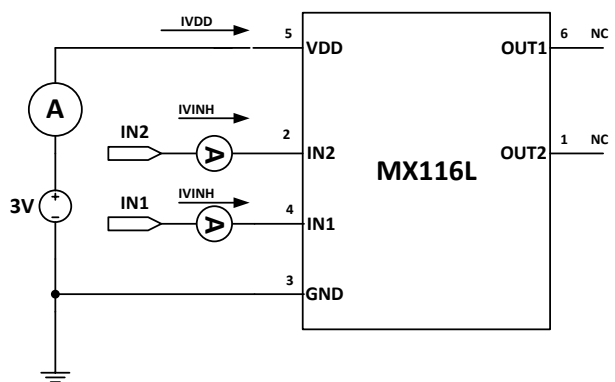 IVDD
5
VDD
OUT1
6
NC
A
IVINH
IN2
A
2
IN2
OUT2
1
NC
MX116L
3V
IVINH
IN1
A
4
IN1
3
GND